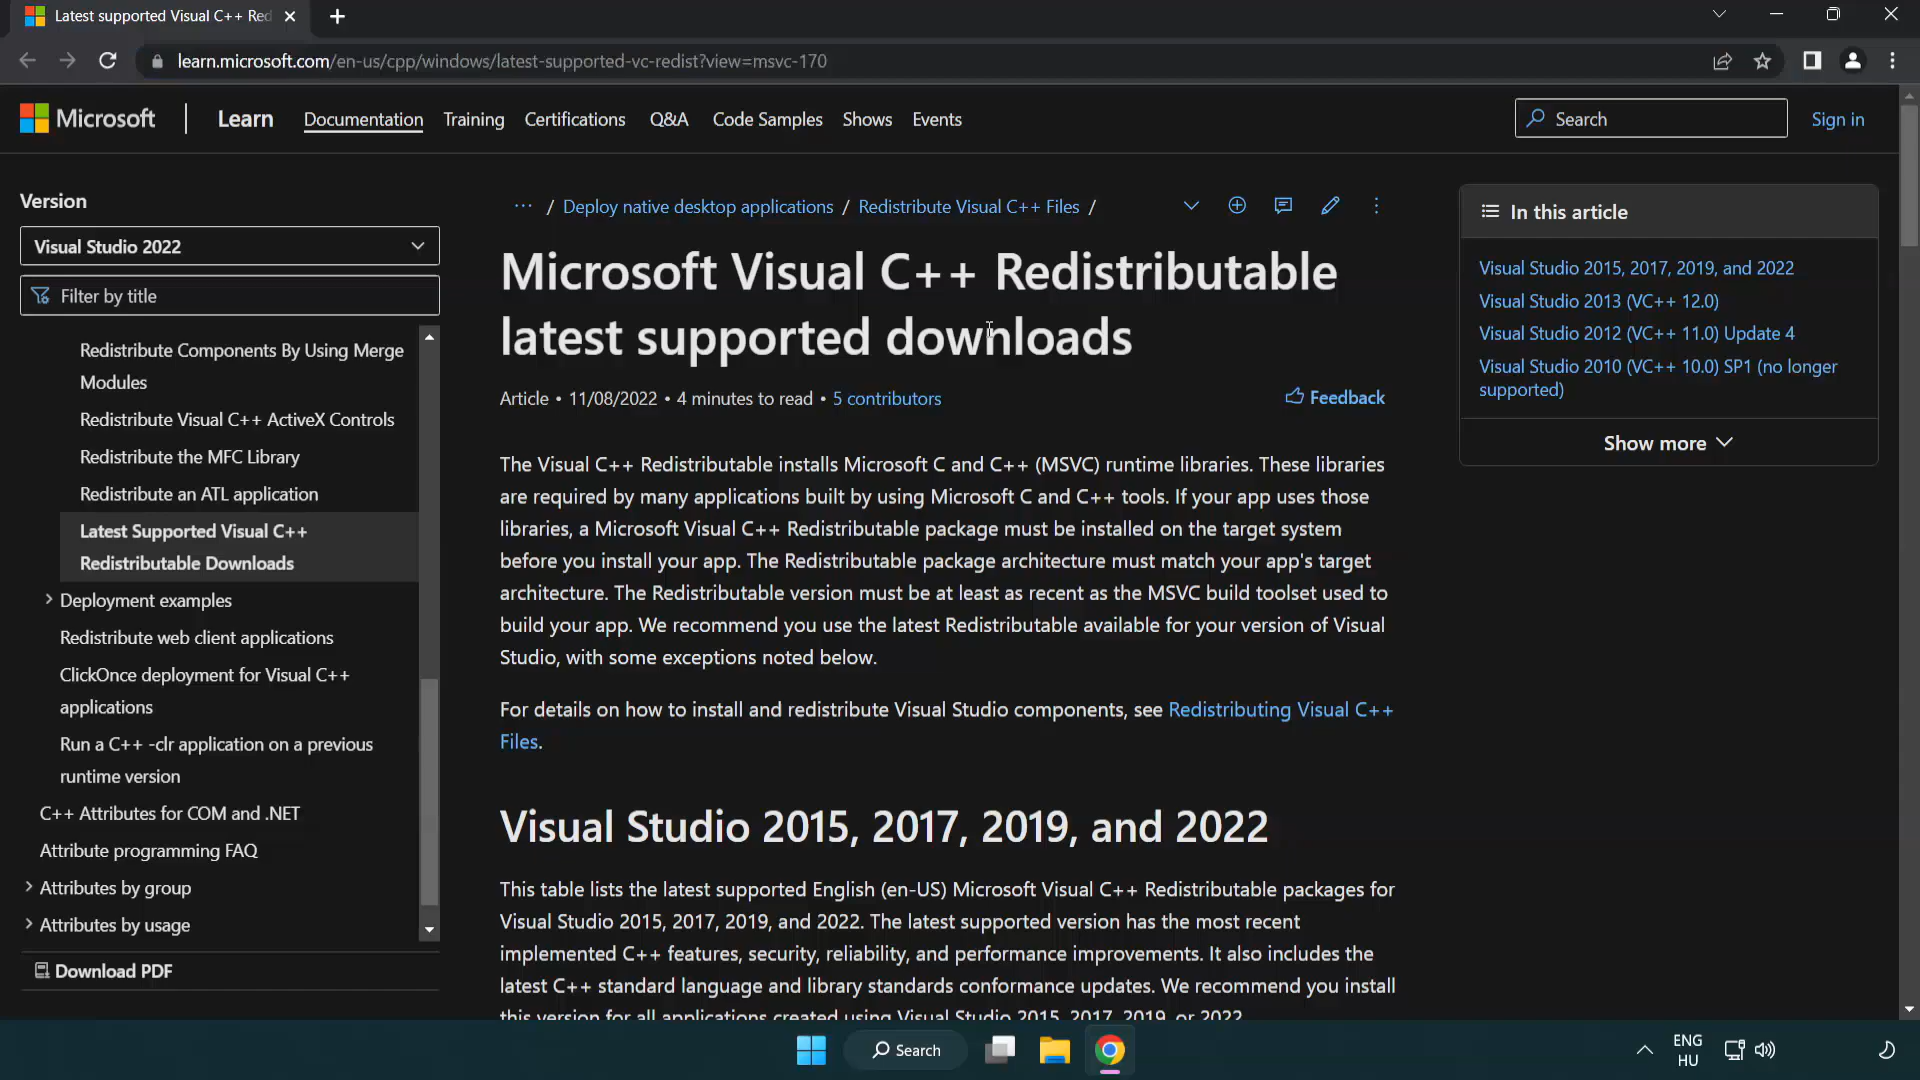 Latest supported Visual C++ Red
learn.microsoft.com/en-us/cpp/windows/latest-supported-vc-redist?view=msvc-170
Microsoft
Learn
Documentation
Training
Certifications
Q&A
Code Samples
Shows
Events
Search
Sign in
Version
Visual Studio 2022
Filter by title
Redistribute Components By Using Merge
Modules
Redistribute Visual C++ ActiveX Controls
Redistribute the MFC Library
Redistribute an ATL application
Latest Supported Visual C++
Redistributable Downloads
Deployment examples
Redistribute web client applications
ClickOnce deployment for Visual C++
applications
Run a C++ -clr application on a previous
runtime version
C++ Attributes for COM and .NET
Attribute programming FAQ
Attributes by group
Attributes by usage
Download PDF
... / Deploy native desktop applications / Redistribute Visual C++ Files /
Microsoft Visual C++ Redistributable
latest supported downloads
Article • 11/08/2022 • 4 minutes to read • 5 contributors
Feedback
The Visual C++ Redistributable installs Microsoft C and C++ (MSVC) runtime libraries. These libraries
are required by many applications built by using Microsoft C and C++ tools. If your app uses those
libraries, a Microsoft Visual C++ Redistributable package must be installed on the target system
before you install your app. The Redistributable package architecture must match your app's target
architecture. The Redistributable version must be at least as recent as the MSVC build toolset used to
build your app. We recommend you use the latest Redistributable available for your version of Visual
Studio, with some exceptions noted below.
For details on how to install and redistribute Visual Studio components, see Redistributing Visual C++
Files.
Visual Studio 2015, 2017, 2019, and 2022
This table lists the latest supported English (en-US) Microsoft Visual C++ Redistributable packages for
Visual Studio 2015, 2017, 2019, and 2022. The latest supported version has the most recent
implemented C++ features, security, reliability, and performance improvements. It also includes the
latest C++ standard language and library standards conformance updates. We recommend you install
this version for all applications created using Visual Studio 2015, 2017, 2019, or 2022.
In this article
Visual Studio 2015, 2017, 2019, and 2022
Visual Studio 2013 (VC++ 12.0)
Visual Studio 2012 (VC++ 11.0) Update 4
Visual Studio 2010 (VC++ 10.0) SP1 (no longer
supported)
Show more
Search
ENG
HU